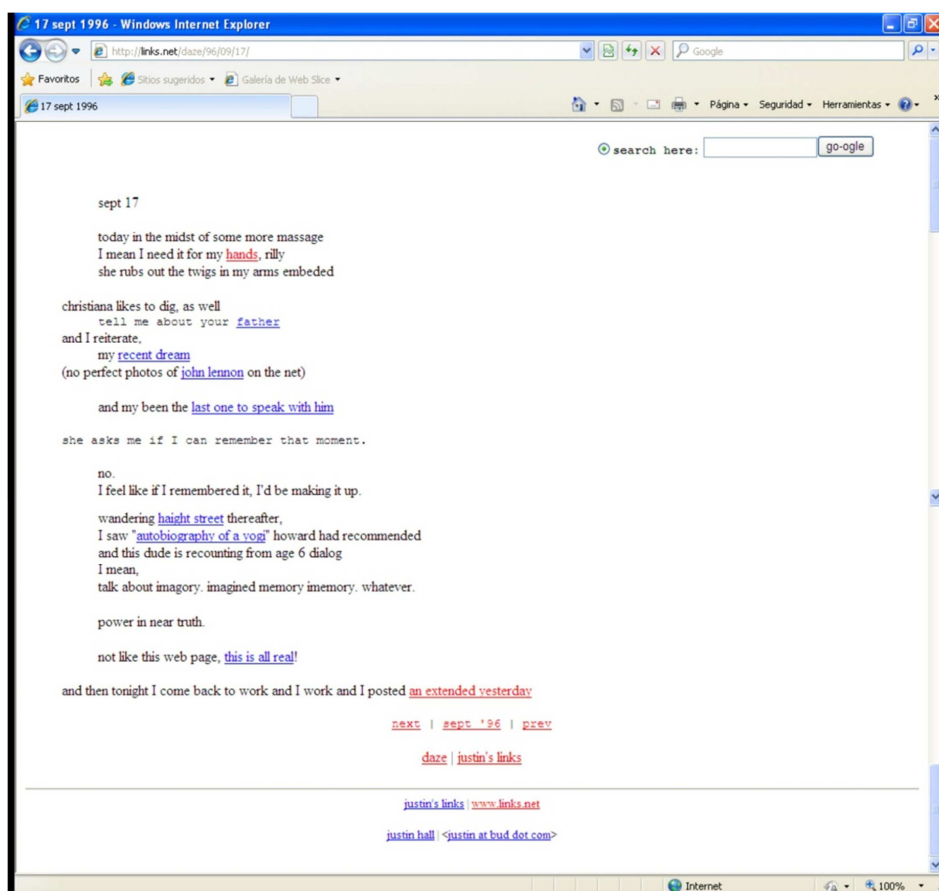 17 sept 1996 - Windows Internet Explorer
http://links.net/daze/96/09/17/
Google
Favoritos
Sitios sugeridos
Galería de Web Slice
17 sept 1996
Página
Seguridad
Herramientas
»
search here:
go-ogle
sept 17
today in the midst of some more massage
I mean I need it for my hands, rilly
she rubs out the twigs in my arms embeded
christiana likes to dig, as well
tell me about your father
and I reiterate,
my recent dream
(no perfect photos of john lennon on the net)
and my been the last one to speak with him
she asks me if I can remember that moment.
no.
I feel like if I remembered it, I'd be making it up.
wandering haight street thereafter,
I saw "autobiography of a yogi" howard had recommended
and this dude is recounting from age 6 dialog
I mean,
talk about imagory. imagined memory imemory. whatever.
power in near truth.
not like this web page, this is all real!
and then tonight I come back to work and I work and I posted an extended yesterday
next | sept '96 | prev
daze | justin's links
justin's links | www.links.net
justin hall | <justin at bud dot com>
Internet
100%